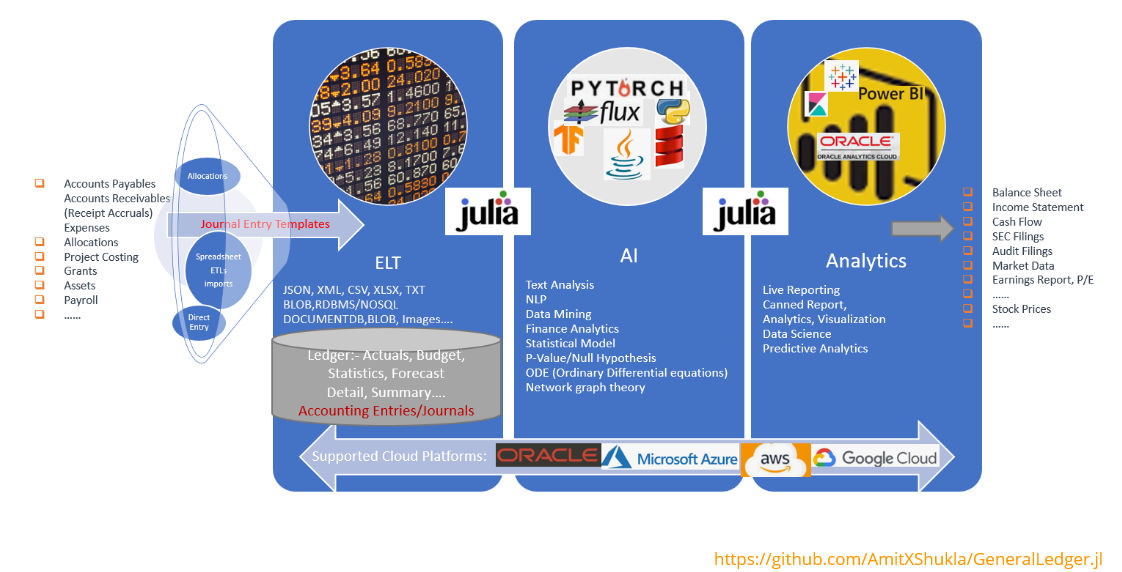 Accounts Payables
Accounts Receivables
(Receipt Accruals)
Expenses
Allocations
Project Costing
Grants
Assets
Payroll
......
Allocations
Journal Entry Templates
Spreadsheet
ETLs
imports
Direct
Entry
ELT
JSON, XML, CSV, XLSX, TXT
BLOB,RDBMS/NOSQL
DOCUMENTDB,BLOB, Images....
Ledger:- Actuals, Budget,
Statistics, Forecast
Detail, Summary....
Accounting Entries/Journals
julia
PYTORCH
flux
AI
Text Analysis
NLP
Data Mining
Finance Analytics
Statistical Model
P-Value/Null Hypothesis
ODE (Ordinary Differential equations)
Network graph theory
julia
Power BI
ORACLE
ORACLE ANALYTICS CLOUD
Analytics
Live Reporting
Canned Report,
Analytics, Visualization
Data Science
Predictive Analytics
Balance Sheet
Income Statement
Cash Flow
SEC Filings
Audit Filings
Market Data
Earnings Report, P/E
......
Stock Prices
......
Supported Cloud Platforms: ORACLE Microsoft Azure aws Google Cloud
https://github.com/AmitXShukla/GeneralLedger.jl